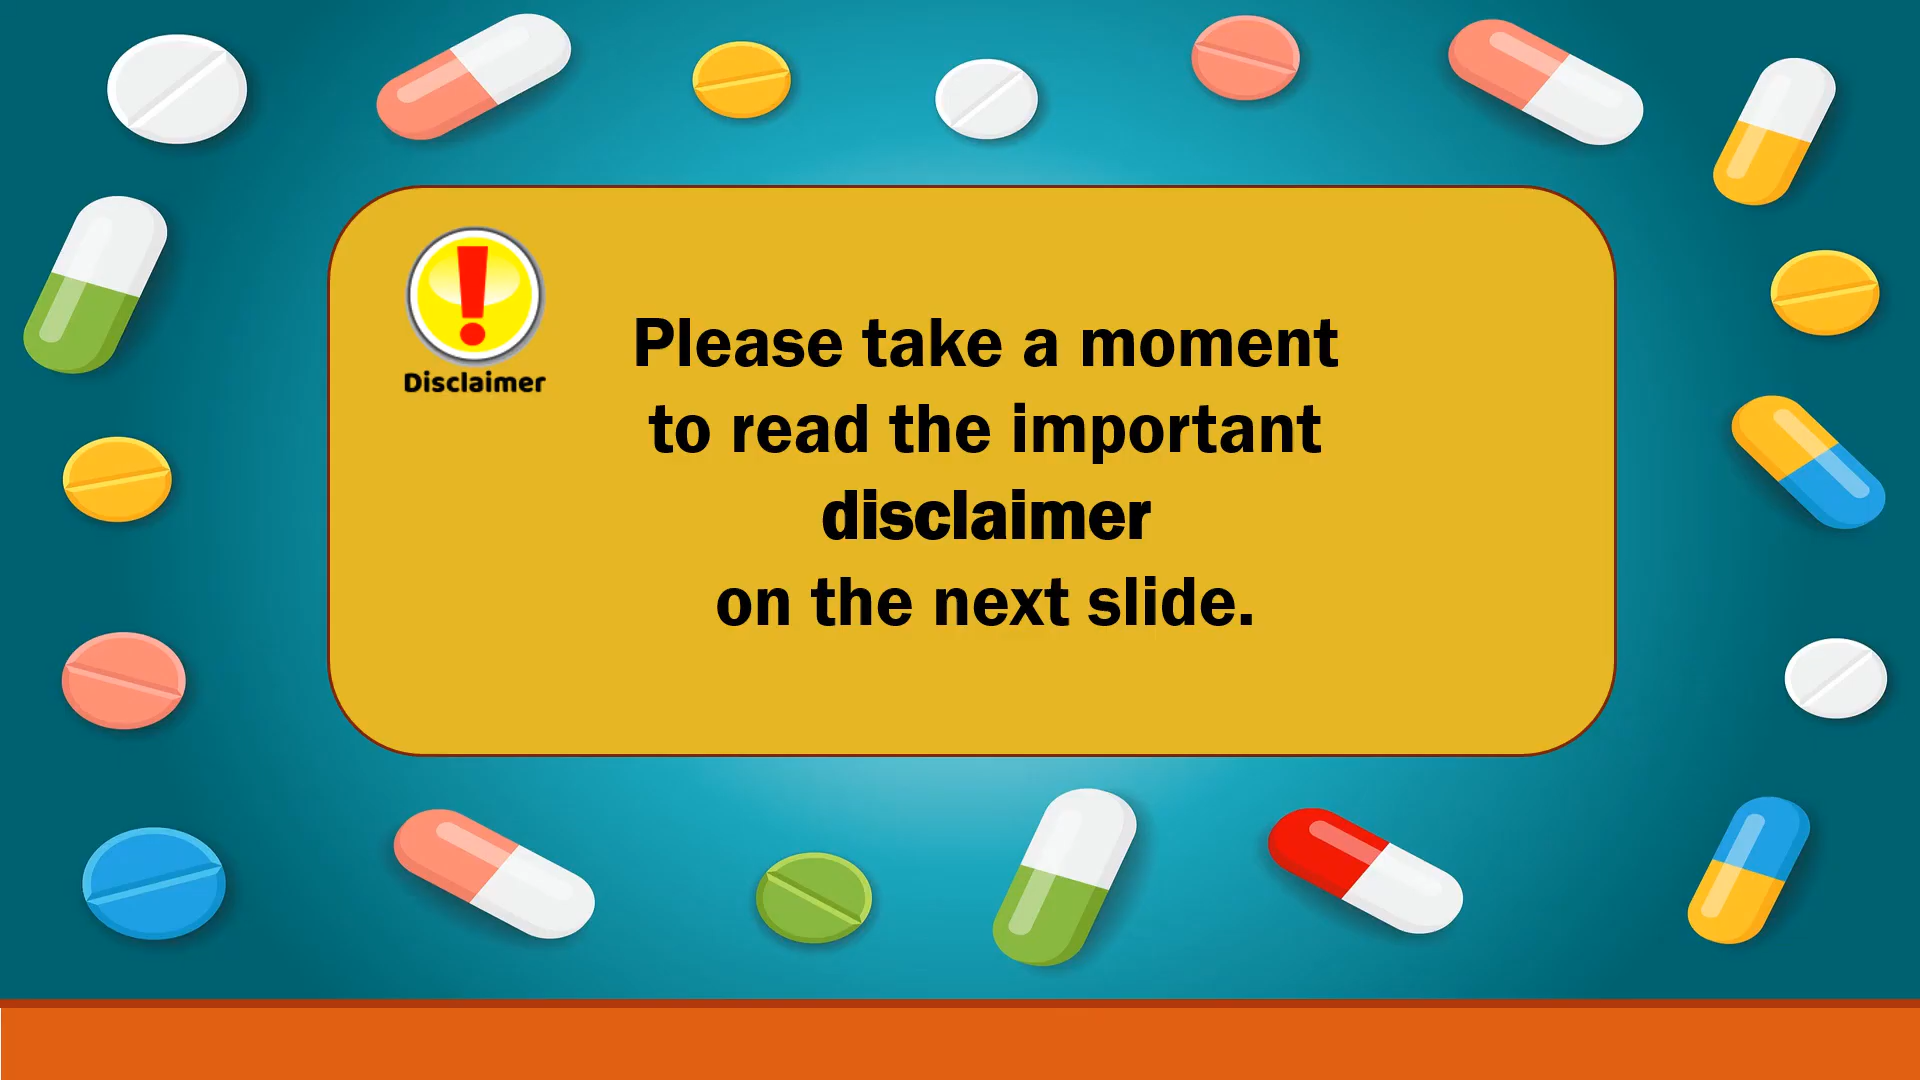 Disclaimer
Please take a moment
to read the important
disclaimer
on the next slide.